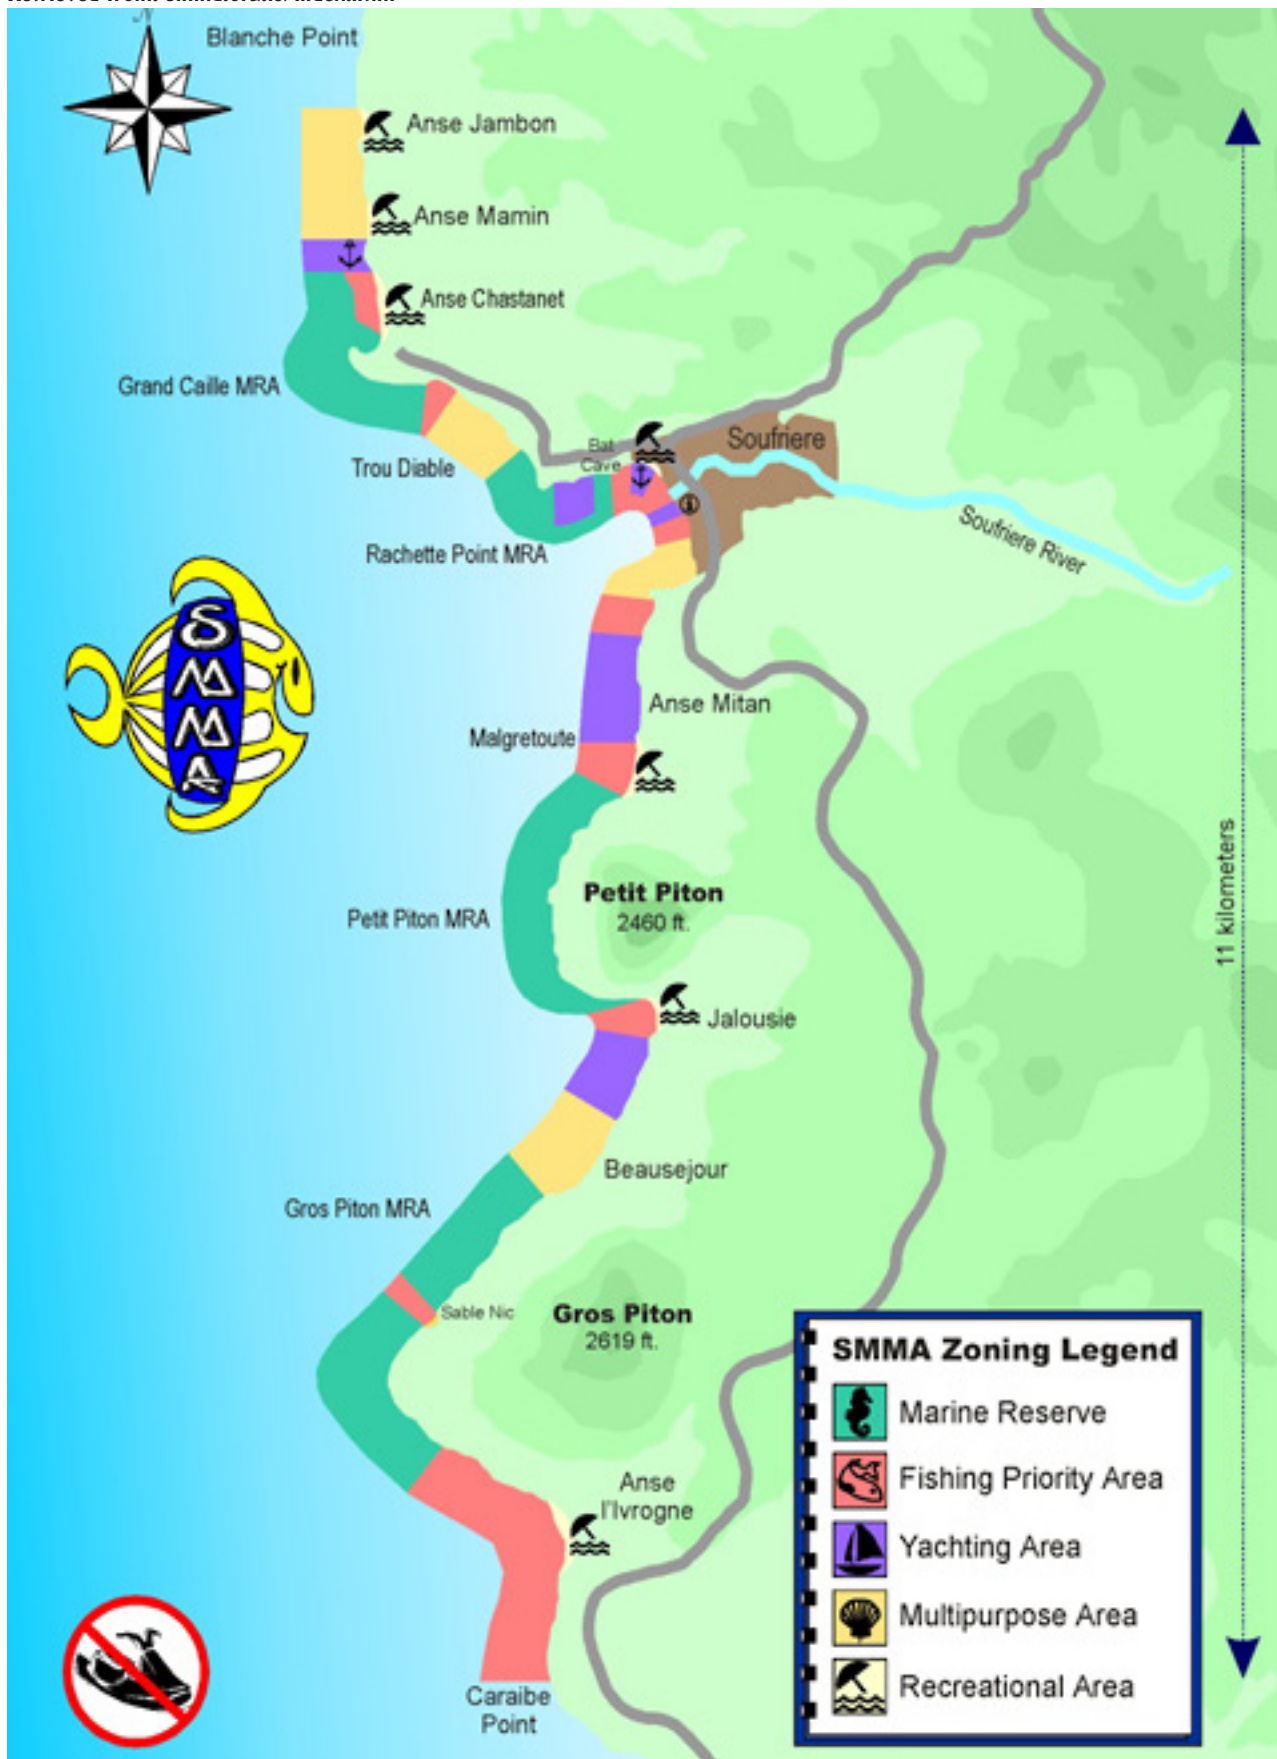 N
Blanche Point
Anse Jambon
Anse Mamin
Anse Chastanet
Grand Caille MRA
Trou Diable
Bat
Cave
Soufriere
Soufriere River
Rachette Point MRA
SMMA
Anse Mitan
Malgretoute
Petit Piton
2460 ft.
Petit Piton MRA
11 kilometers
Jalousie
Beausejour
Gros Piton MRA
Sable Nic
Gros Piton
2619 ft.
Anse
l'Ivrogne
Caraibe
Point
SMMA Zoning Legend
Marine Reserve
Fishing Priority Area
Yachting Area
Multipurpose Area
Recreational Area